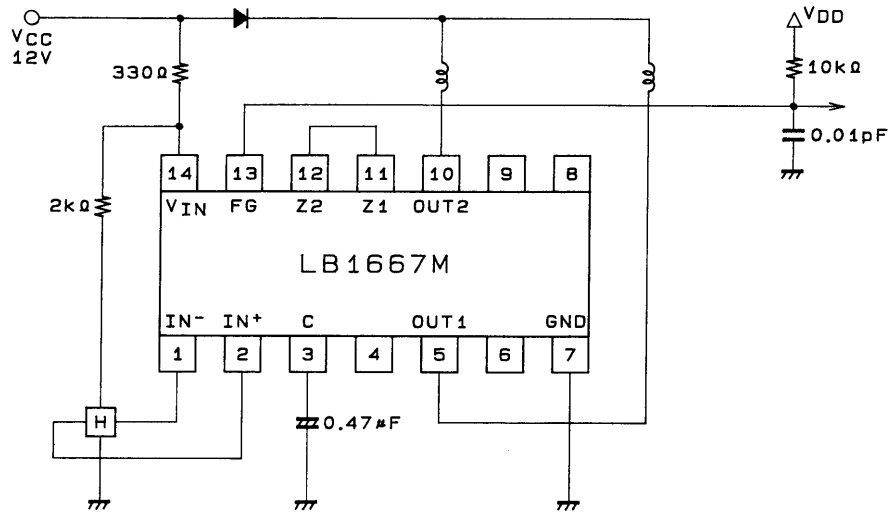 VCC
12V
330Ω
VDD
10kΩ
0.01pF
14
13
12
11
10
9
8
2kΩ
VIN
FG
Z2
Z1
OUT2
LB1667M
IN-
IN+
C
OUT1
GND
1
2
3
4
5
6
7
H
0.47μF